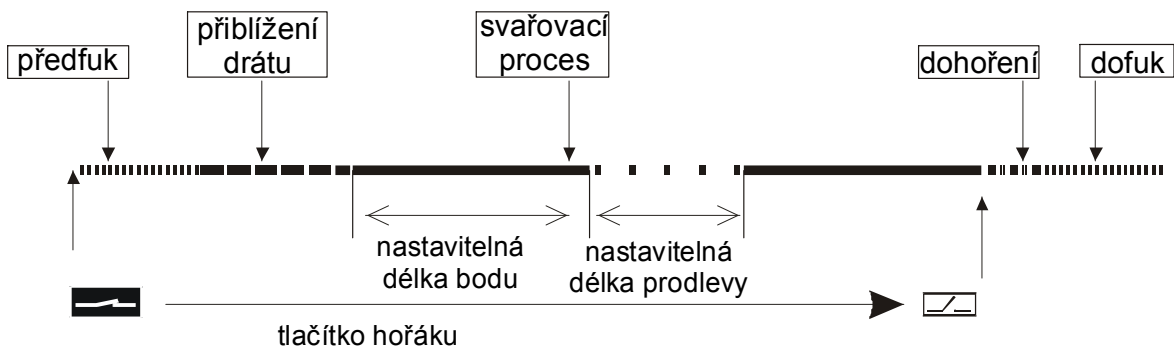 předfuk
přiblížení
drátu
svařovací
proces
dohoření
dofuk
nastavitelná
délka bodu
nastavitelná
délka prodlevy
tlačítko hořáku